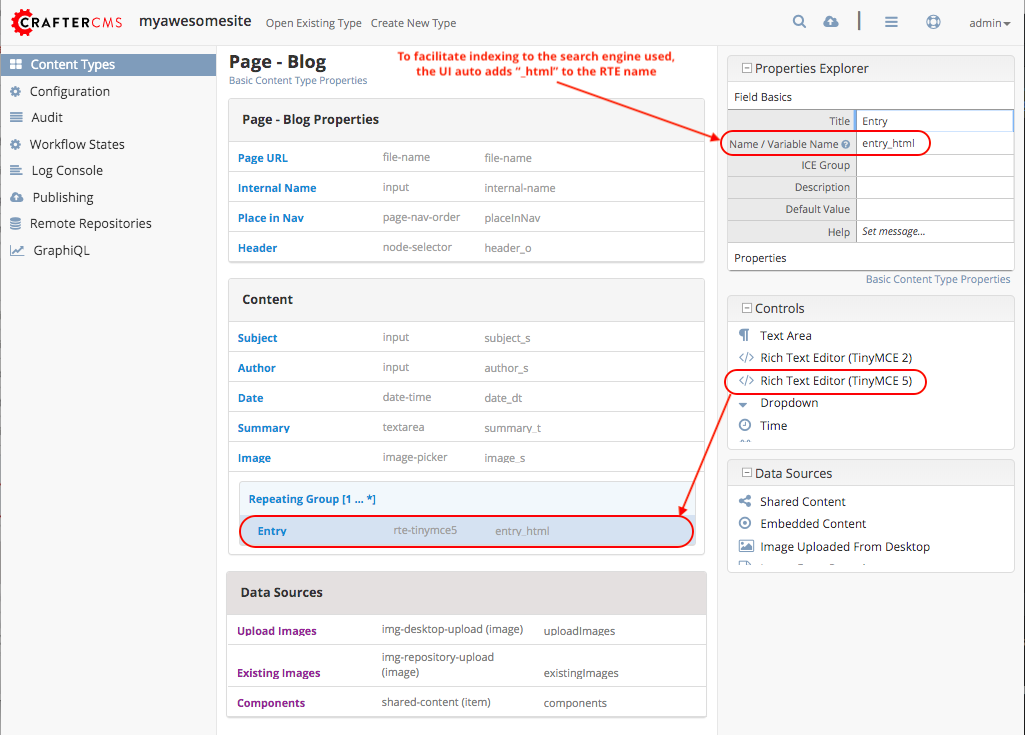 CRAFTERCMS myawesomesite Open Existing Type Create New Type admin
Content Types
Configuration
Audit
Workflow States
Log Console
Publishing
Remote Repositories
GraphiQL
Page - Blog
Basic Content Type Properties
To facilitate indexing to the search engine used,
the UI auto adds “_html” to the RTE name
Page - Blog Properties
Page URL file-name file-name
Internal Name input internal-name
Place in Nav page-nav-order placeInNav
Header node-selector header_o
Content
Subject input subject_s
Author input author_s
Date date-time date_dt
Summary textarea summary_t
Image image-picker image_s
Repeating Group [1 ... *]
Entry rte-tinymce5 entry_html
Data Sources
Upload Images img-desktop-upload (image) uploadImages
Existing Images img-repository-upload (image) existingImages
Components shared-content (item) components
Properties Explorer
Field Basics
Title Entry
Name / Variable Name ? entry_html
ICE Group
Description
Default Value
Help Set message...
Properties
Basic Content Type Properties
Controls
Text Area
Rich Text Editor (TinyMCE 2)
Rich Text Editor (TinyMCE 5)
Dropdown
Time
Data Sources
Shared Content
Embedded Content
Image Uploaded From Desktop